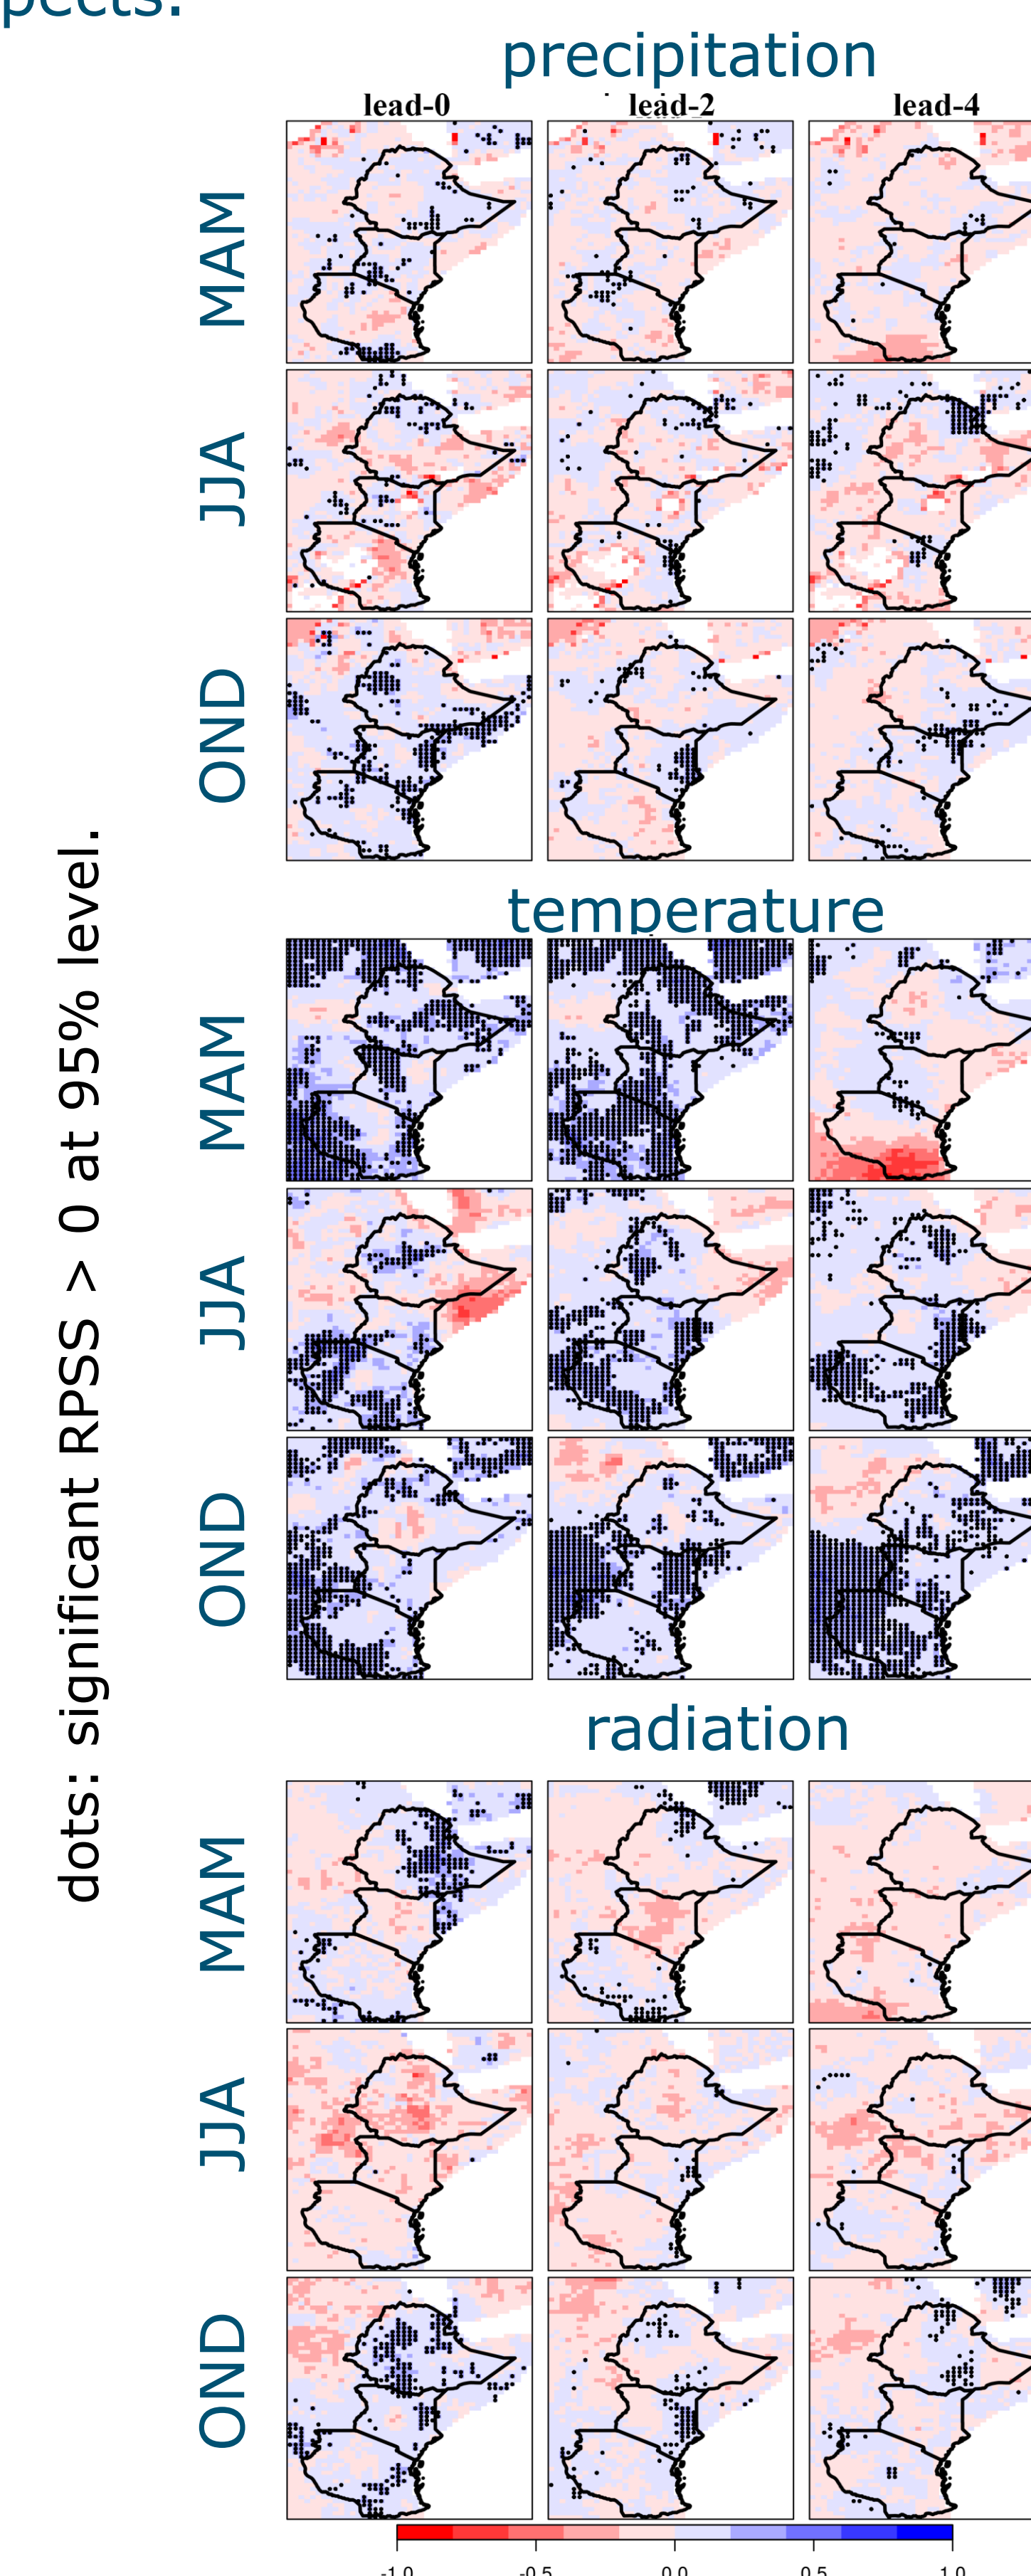 pects.
precipitation
lead-0 lead-2 lead-4
MAM
JJA
OND
temperature
MAM
JJA
OND
radiation
MAM
JJA
OND
dots: significant RPSS > 0 at 95% level.
-1.0 -0.5 0.0 0.5 1.0